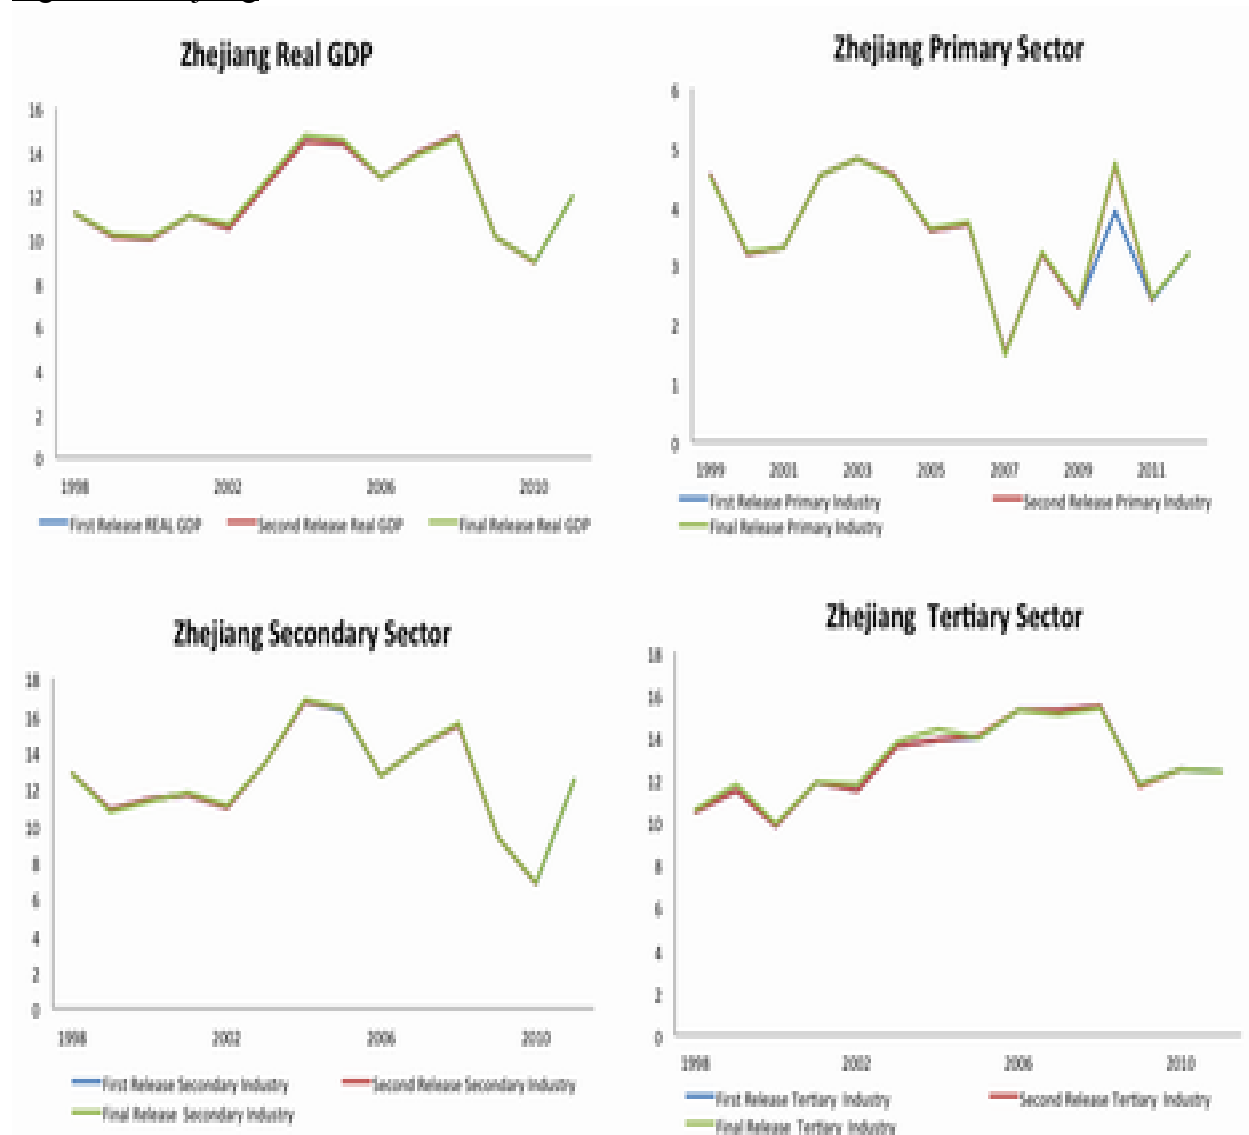 Zhejiang Real GDP
16
14
12
10
8
6
4
2
0
1998 2002 2006 2010
First Release REAL GDP Second Release Real GDP Final Release Real GDP
Zhejiang Primary Sector
6
5
4
3
2
1
0
1999 2001 2003 2005 2007 2009 2011
First Release Primary Industry Second Release Primary Industry
Final Release Primary Industry
Zhejiang Secondary Sector
18
16
14
12
10
8
6
4
2
0
1998 2002 2006 2010
First Release Secondary Industry Second Release Secondary Industry
Final Release Secondary Industry
Zhejiang Tertiary Sector
18
16
14
12
10
8
6
4
2
0
1998 2002 2006 2010
First Release Tertiary Industry Second Release Tertiary Industry
Final Release Tertiary Industry